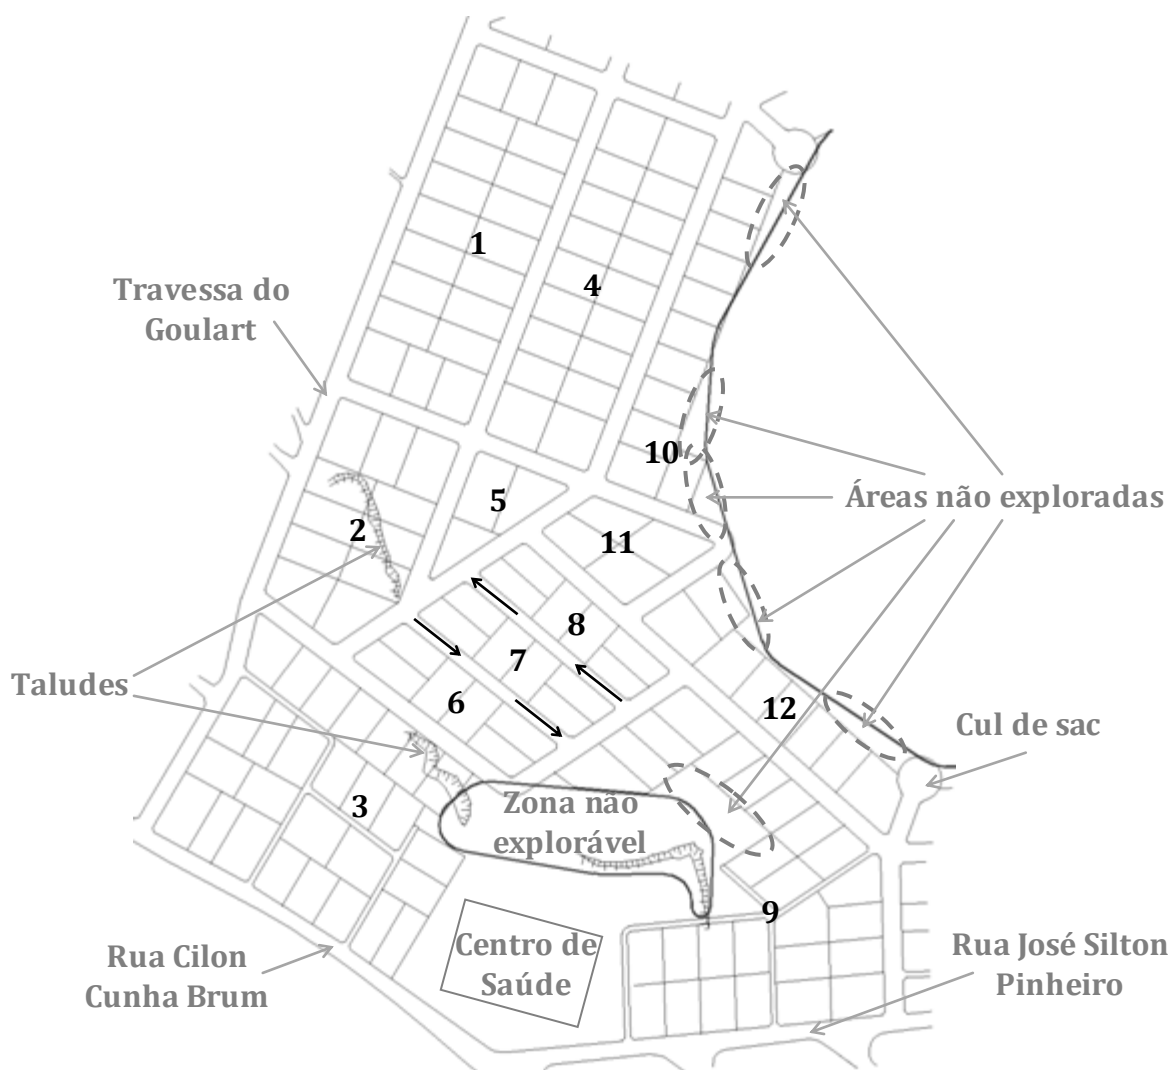 1
4
Travessa do
Goulart
10
Áreas não exploradas
5
2
11
8
7
6
Taludes
12
Cul de sac
3
Zona não
explorável
9
Centro de
Saúde
Rua Cilon
Cunha Brum
Rua José Silton
Pinheiro